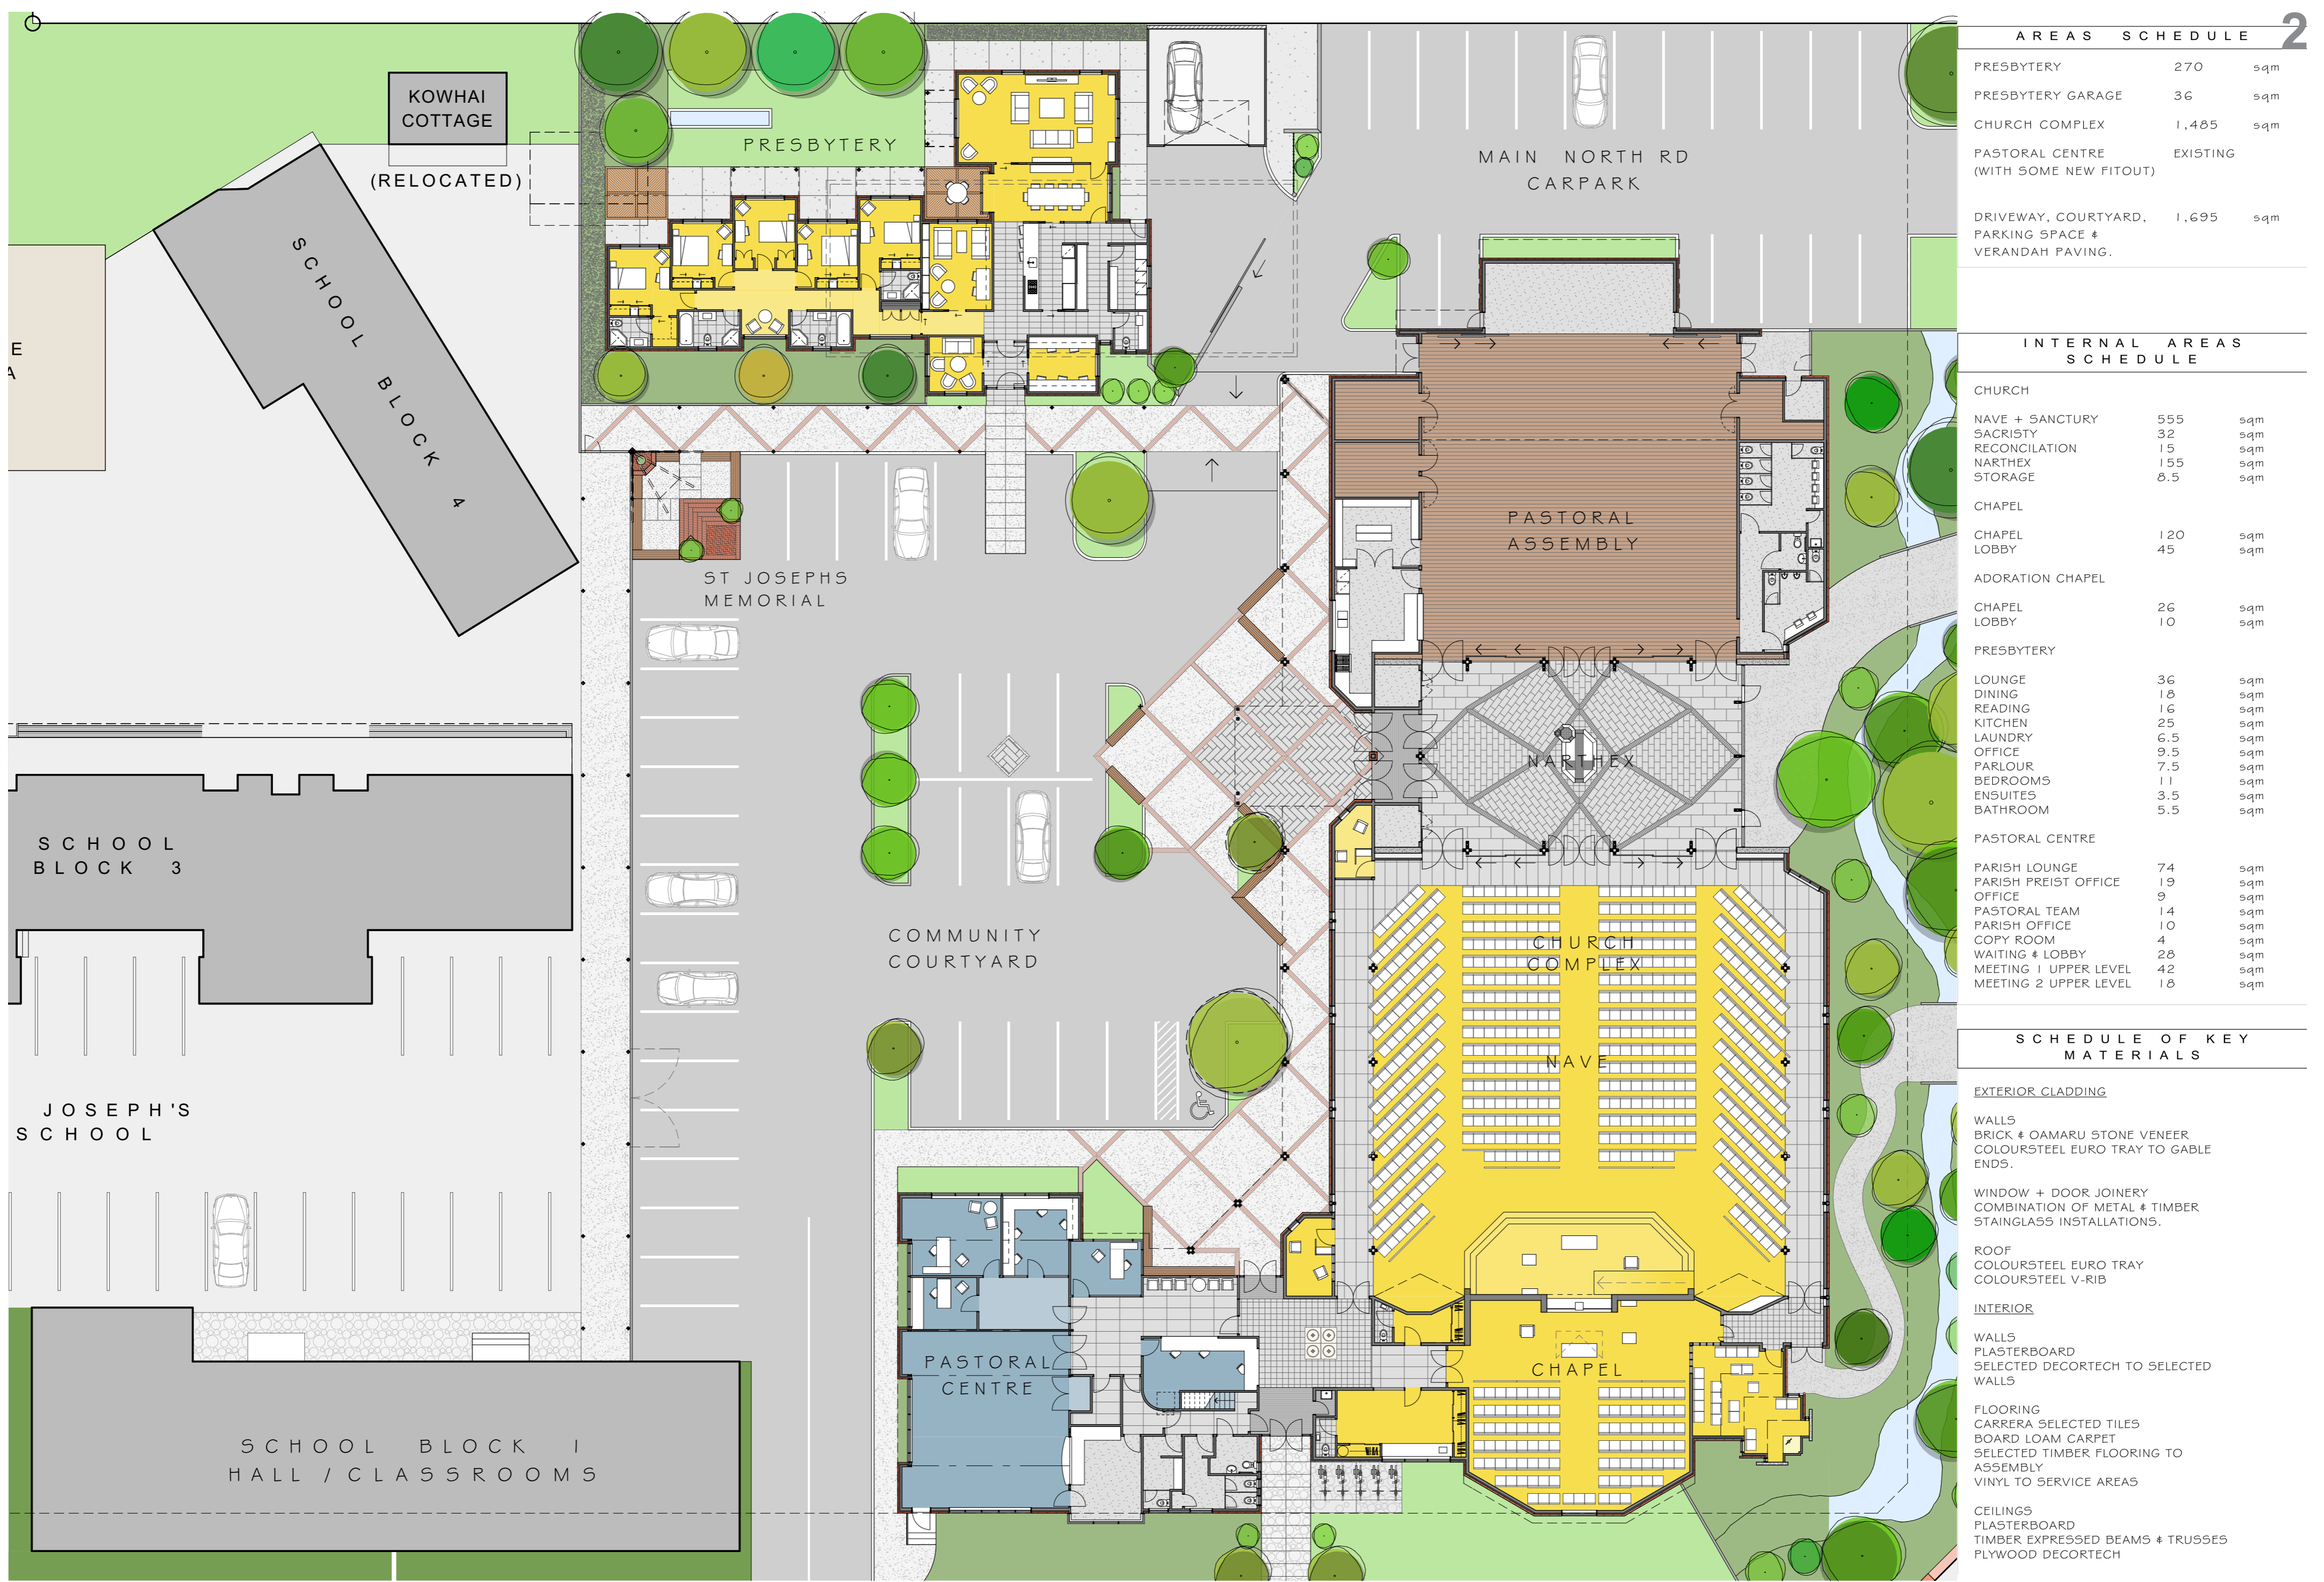 KOWHAI
COTTAGE
(RELOCATED)
SCHOOL BLOCK 4
E
A
PRESBYTERY
MAIN NORTH RD
CARPARK
PASTORAL
ASSEMBLY
ST JOSEPHS
MEMORIAL
NARTHEX
SCHOOL
BLOCK 3
COMMUNITY
COURTYARD
CHURCH
COMPLEX
NAVE
JOSEPH'S
SCHOOL
PASTORAL
CENTRE
CHAPEL
SCHOOL BLOCK 1
HALL / CLASSROOMS
2
AREAS SCHEDULE
PRESBYTERY 270 sqm
PRESBYTERY GARAGE 36 sqm
CHURCH COMPLEX 1,485 sqm
PASTORAL CENTRE EXISTING
(WITH SOME NEW FITOUT)
DRIVEWAY, COURTYARD, 1,695 sqm
PARKING SPACE &
VERANDAH PAVING.
INTERNAL AREAS
SCHEDULE
CHURCH
NAVE + SANCTURY 555 sqm
SACRISTY 32 sqm
RECONCILATION 15 sqm
NARTHEX 155 sqm
STORAGE 8.5 sqm
CHAPEL
CHAPEL 120 sqm
LOBBY 45 sqm
ADORATION CHAPEL
CHAPEL 26 sqm
LOBBY 10 sqm
PRESBYTERY
LOUNGE 36 sqm
DINING 18 sqm
READING 16 sqm
KITCHEN 25 sqm
LAUNDRY 6.5 sqm
OFFICE 9.5 sqm
PARLOUR 7.5 sqm
BEDROOMS 11 sqm
ENSUITES 3.5 sqm
BATHROOM 5.5 sqm
PASTORAL CENTRE
PARISH LOUNGE 74 sqm
PARISH PREIST OFFICE 19 sqm
OFFICE 9 sqm
PASTORAL TEAM 14 sqm
PARISH OFFICE 10 sqm
COPY ROOM 4 sqm
WAITING & LOBBY 28 sqm
MEETING 1 UPPER LEVEL 42 sqm
MEETING 2 UPPER LEVEL 18 sqm
SCHEDULE OF KEY
MATERIALS
EXTERIOR CLADDING
WALLS
BRICK & OAMARU STONE VENEER
COLOURSTEEL EURO TRAY TO GABLE
ENDS.
WINDOW + DOOR JOINERY
COMBINATION OF METAL & TIMBER
STAINGLASS INSTALLATIONS.
ROOF
COLOURSTEEL EURO TRAY
COLOURSTEEL V-RIB
INTERIOR
WALLS
PLASTERBOARD
SELECTED DECORTECH TO SELECTED
WALLS
FLOORING
CARRERA SELECTED TILES
BOARD LOAM CARPET
SELECTED TIMBER FLOORING TO
ASSEMBLY
VINYL TO SERVICE AREAS
CEILINGS
PLASTERBOARD
TIMBER EXPRESSED BEAMS & TRUSSES
PLYWOOD DECORTECH